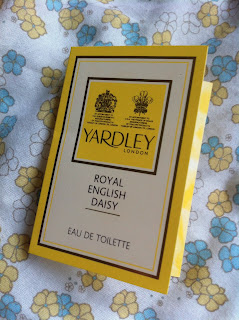 YARDLEY
LONDON
ROYAL
ENGLISH
DAISY
EAU DE TOILETTE